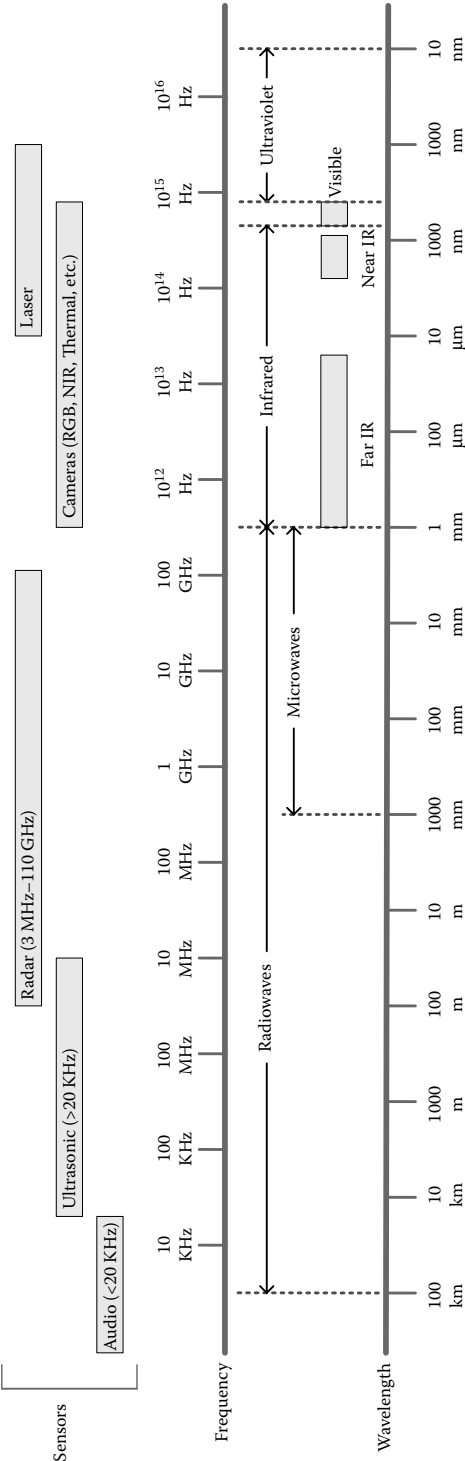 Radar (3 MHz–110 GHz) Laser
Sensors Ultrasonic (>20 KHz) Cameras (RGB, NIR, Thermal, etc.)
Audio (<20 KHz)
10 100 100 10 100 1 10 100 10¹² 10¹³ 10¹⁴ 10¹⁵ 10¹⁶
KHz KHz MHz MHz MHz GHz GHz GHz Hz Hz Hz Hz Hz
Frequency
Radiowaves Infrared Ultraviolet
Microwaves
Visible
Far IR Near IR
Wavelength
100 10 1000 100 10 1000 100 10 1 100 10 1000 1000 10
km km m m m mm mm mm mm µm µm nm nm nm